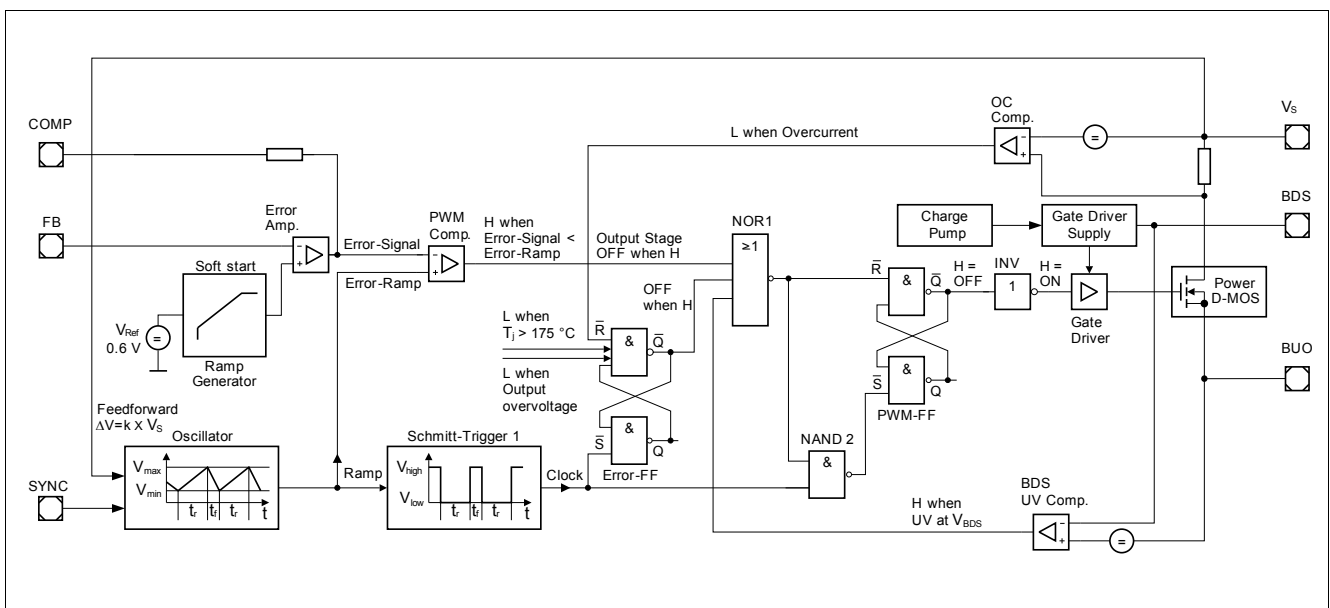 COMP
FB
SYNC
OC
Comp.
L when Overcurrent
=
-
+
VS
BDS
BUO
Error
Amp.
-
+
Error-Signal
Error-Ramp
PWM
Comp.
-
+
H when
Error-Signal <
Error-Ramp
Output Stage
OFF when H
NOR1
≥1
OFF
when H
Charge
Pump
Gate Driver
Supply
Soft start
VRef
0.6 V
=
Ramp
Generator
L when
Tj > 175 °C
L when
Output
overvoltage
R̅
&
Q̅
S̅
&
Q
Error-FF
R̅
&
Q̅
S̅
&
Q
PWM-FF
H =
OFF
INV
1
H =
ON
Gate
Driver
Power
D-MOS
Feedforward
ΔV=k x VS
Oscillator
Vmax
Vmin
tr
tf
tr
t
Ramp
Schmitt-Trigger 1
Vhigh
Vlow
tr
tf
tr
t
Clock
NAND 2
&
H when
UV at VBDS
BDS
UV Comp.
-
+
=